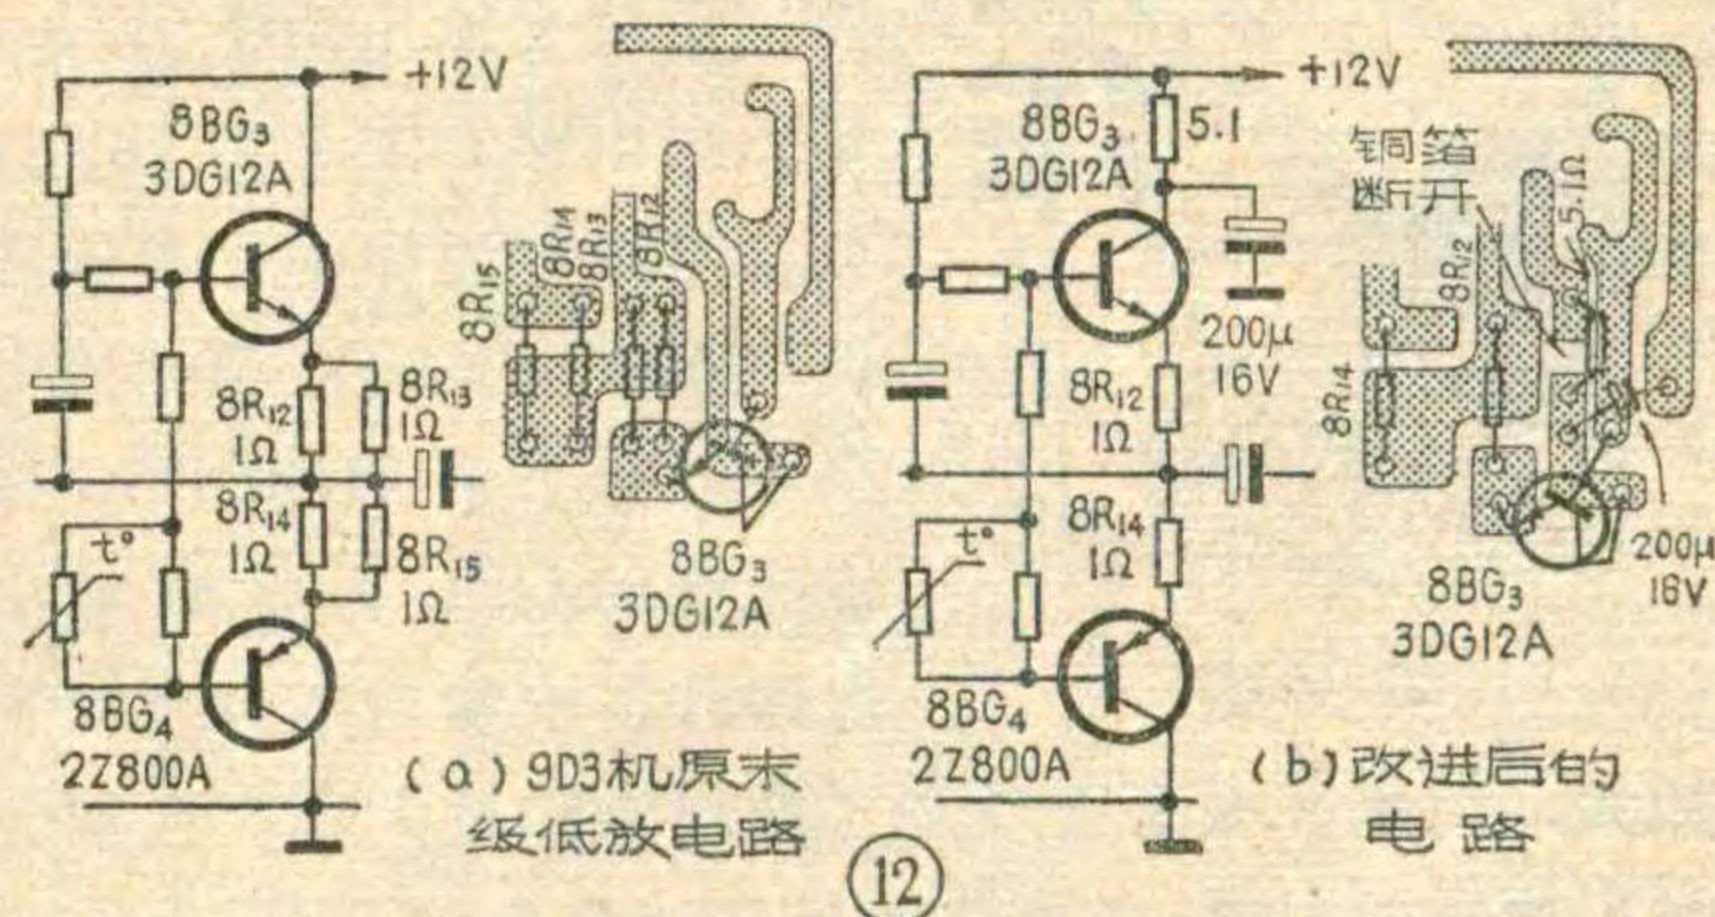 +12V
8BG₃
3DG12A
8R₁₂
1Ω
8R₁₃
1Ω
8R₁₄
1Ω
8R₁₅
1Ω
t°
8BG₄
2Z800A
8R₁₅
8R₁₄
8R₁₃
8R₁₂
8BG₃
3DG12A
(a)9D3机原末
级低放电路
+12V
8BG₃
3DG12A
5.1
200μ
16V
8R₁₂
1Ω
8R₁₄
1Ω
t°
8BG₄
2Z800A
铜箔
断开
5.1Ω
8R₁₂
8R₁₄
200μ
16V
8BG₃
3DG12A
(b)改进后的
电路
12